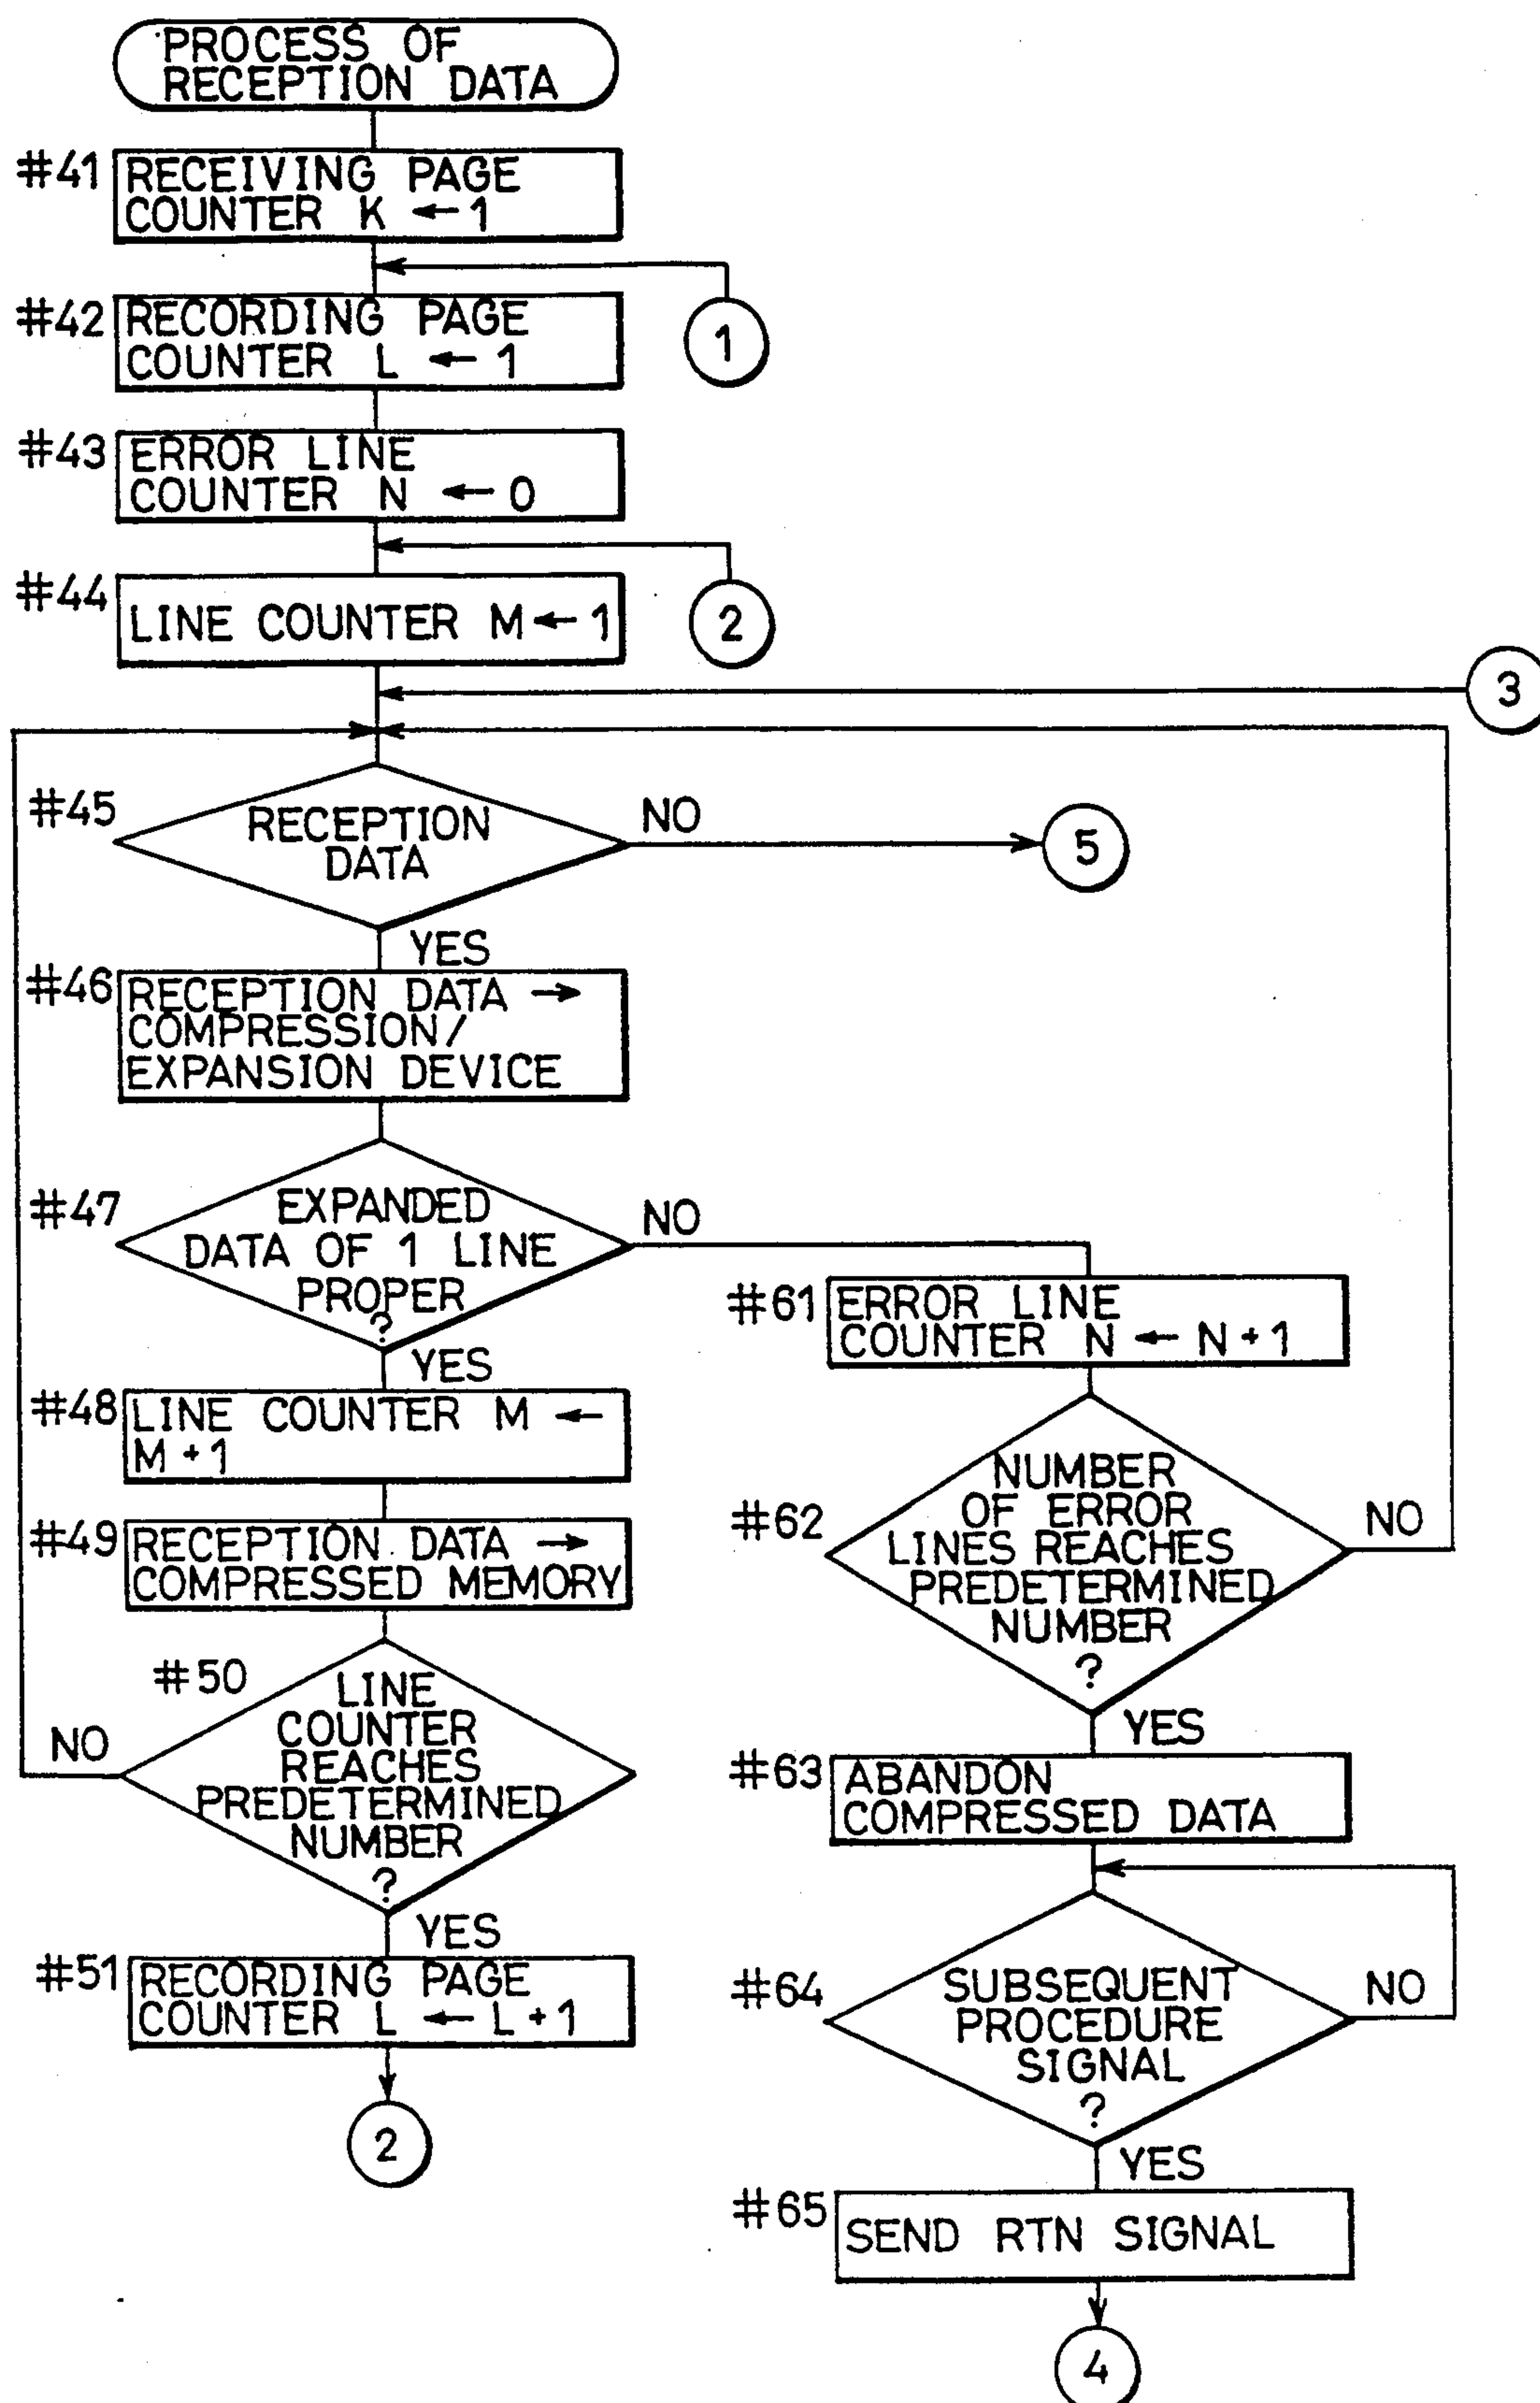 PROCESS OF
RECEPTION DATA
#41
RECEIVING PAGE
COUNTER K ← 1
#42
RECORDING PAGE
COUNTER L ← 1
1
#43
ERROR LINE
COUNTER N ← 0
#44
LINE COUNTER M ← 1
2
3
#45
RECEPTION
DATA
NO
5
YES
#46
RECEPTION DATA →
COMPRESSION/
EXPANSION DEVICE
#47
EXPANDED
DATA OF 1 LINE
PROPER
?
NO
YES
#48
LINE COUNTER M ←
M + 1
#49
RECEPTION DATA →
COMPRESSED MEMORY
#50
LINE
COUNTER
REACHES
PREDETERMINED
NUMBER
?
NO
YES
#51
RECORDING PAGE
COUNTER L ← L + 1
2
#61
ERROR LINE
COUNTER N ← N + 1
#62
NUMBER
OF ERROR
LINES REACHES
PREDETERMINED
NUMBER
?
NO
YES
#63
ABANDON
COMPRESSED DATA
#64
SUBSEQUENT
PROCEDURE
SIGNAL
?
NO
YES
#65
SEND RTN SIGNAL
4